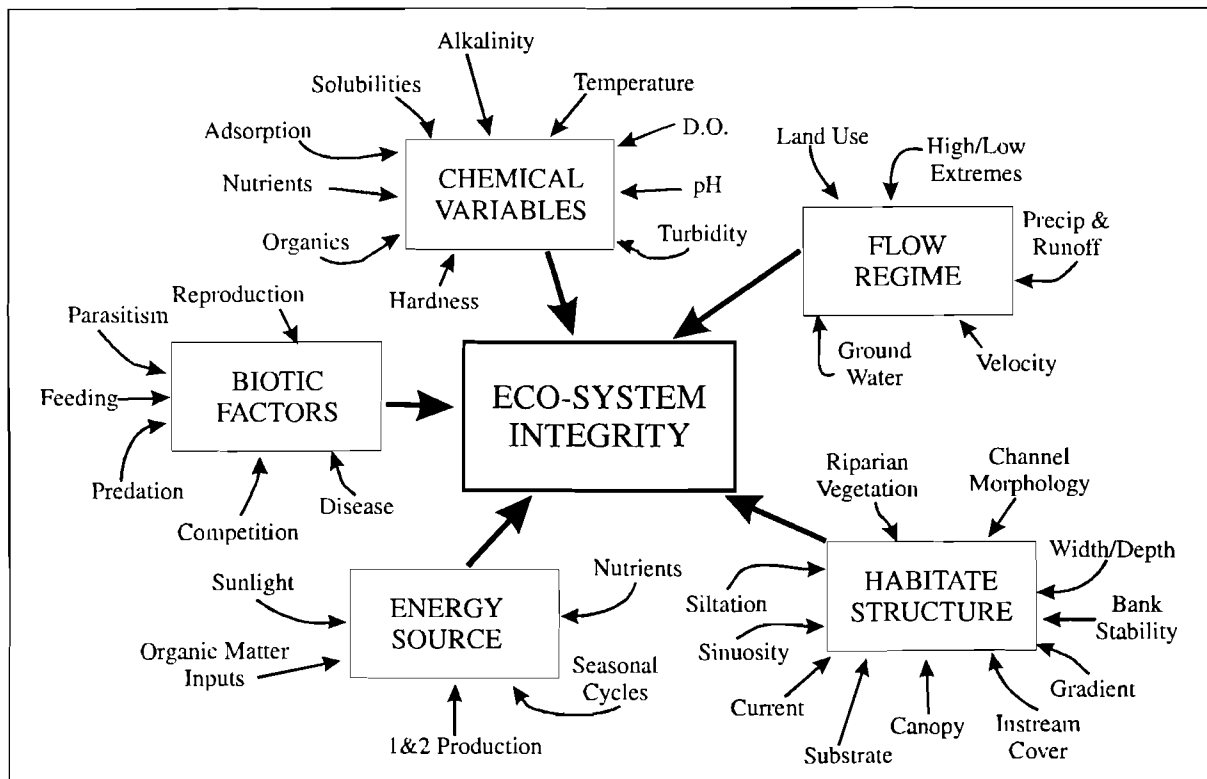 Alkalinity
Solubilities
Temperature
Adsorption
D.O.
Nutrients
CHEMICAL
VARIABLES
pH
Organics
Turbidity
Hardness
Land Use
High/Low
Extremes
FLOW
REGIME
Precip &
Runoff
Ground
Water
Velocity
Reproduction
Parasitism
Feeding
BIOTIC
FACTORS
Predation
Competition
Disease
ECO-SYSTEM
INTEGRITY
Sunlight
Nutrients
ENERGY
SOURCE
Organic Matter
Inputs
Seasonal
Cycles
1&2 Production
Riparian
Vegetation
Channel
Morphology
Width/Depth
Siltation
HABITATE
STRUCTURE
Bank
Stability
Sinuosity
Gradient
Current
Substrate
Canopy
Instream
Cover